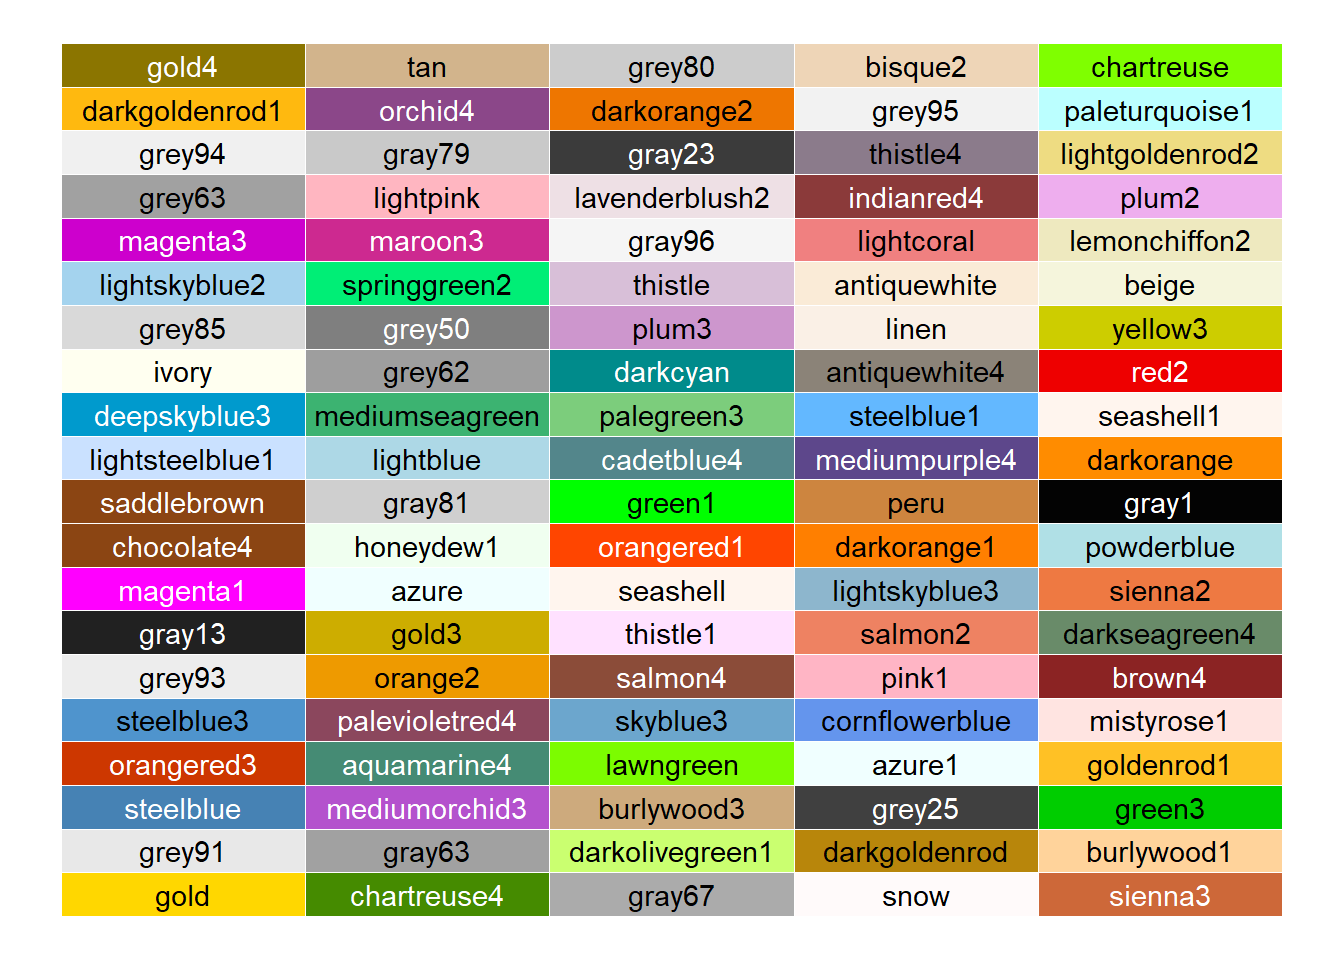 gold4 tan grey80 bisque2 chartreuse
darkgoldenrod1 orchid4 darkorange2 grey95 paleturquoise1
grey94 gray79 gray23 thistle4 lightgoldenrod2
grey63 lightpink lavenderblush2 indianred4 plum2
magenta3 maroon3 gray96 lightcoral lemonchiffon2
lightskyblue2 springgreen2 thistle antiquewhite beige
grey85 grey50 plum3 linen yellow3
ivory grey62 darkcyan antiquewhite4 red2
deepskyblue3 mediumseagreen palegreen3 steelblue1 seashell1
lightsteelblue1 lightblue cadetblue4 mediumpurple4 darkorange
saddlebrown gray81 green1 peru gray1
chocolate4 honeydew1 orangered1 darkorange1 powderblue
magenta1 azure seashell lightskyblue3 sienna2
gray13 gold3 thistle1 salmon2 darkseagreen4
grey93 orange2 salmon4 pink1 brown4
steelblue3 palevioletred4 skyblue3 cornflowerblue mistyrose1
orangered3 aquamarine4 lawngreen azure1 goldenrod1
steelblue mediumorchid3 burlywood3 grey25 green3
grey91 gray63 darkolivegreen1 darkgoldenrod burlywood1
gold chartreuse4 gray67 snow sienna3